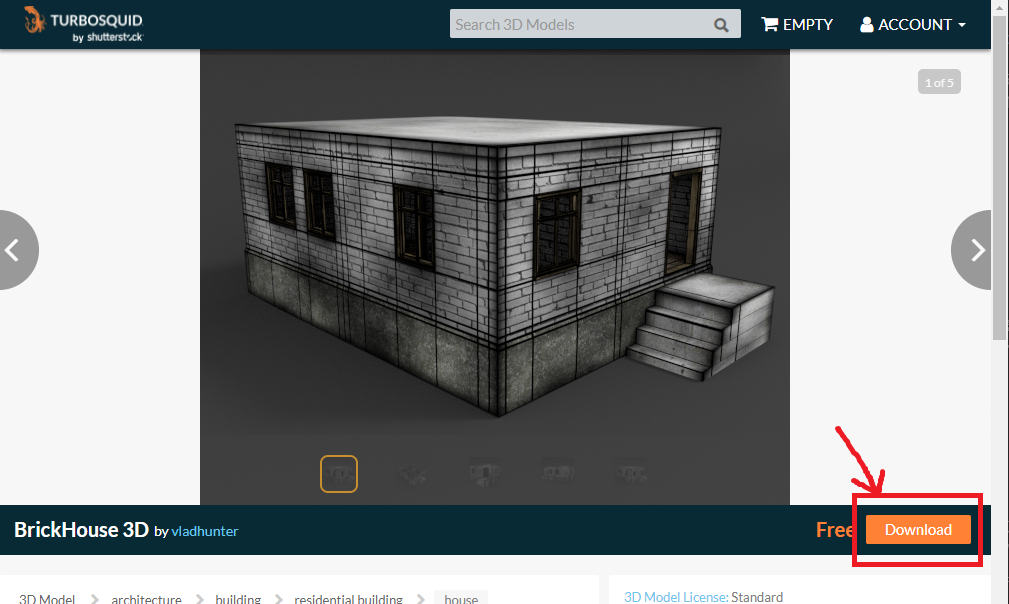 TURBOSQUID
by shutterstock
Search 3D Models
EMPTY
ACCOUNT
1 of 5
BrickHouse 3D by vladhunter
Free
Download
3D Model
architecture
building
residential building
house
3D Model License: Standard